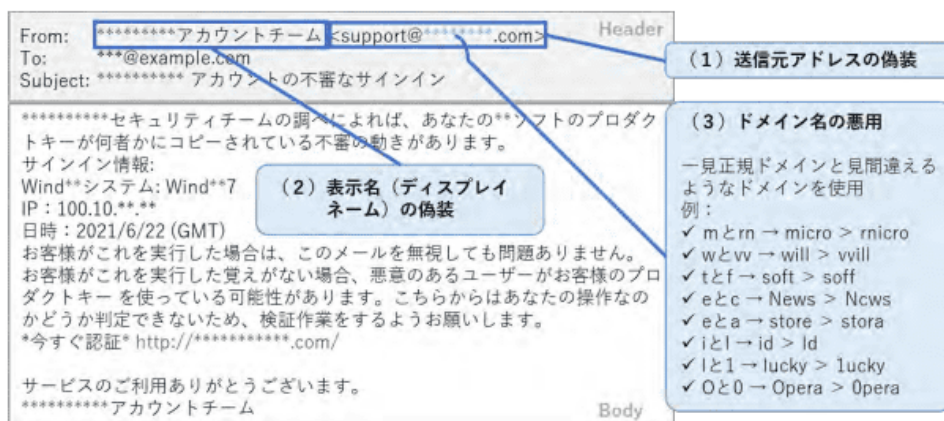 From: *********アカウントチーム <support@********.com>
Header
To: ***@example.com
Subject: ********** アカウントの不審なサインイン
**********セキュリティチームの調べによれば、あなたの**ソフトのプロダク
トキーが何者かにコピーされている不審の動きがあります。
サインイン情報:
Wind**システム: Wind**7
IP：100.10.**.**
日時：2021/6/22 (GMT)
お客様がこれを実行した場合は、このメールを無視しても問題ありません。
お客様がこれを実行した覚えがない場合、悪意のあるユーザーがお客様のプロ
ダクトキー を使っている可能性があります。こちらからはあなたの操作なの
かどうか判定できないため、検証作業をするようお願いします。
*今すぐ認証* http://***********.com/
サービスのご利用ありがとうございます。
**********アカウントチーム
Body
（1）送信元アドレスの偽装
（2）表示名（ディスプレイ
ネーム）の偽装
（3）ドメイン名の悪用
一見正規ドメインと見間違える
ようなドメインを使用
例：
✓ mとrn → micro > rnicro
✓ wとvv → will > vvill
✓ tとf → soft > soff
✓ eとc → News > Ncws
✓ eとa → store > stora
✓ iとl → id > ld
✓ lと1 → lucky > 1ucky
✓ Oと0 → Opera > 0pera